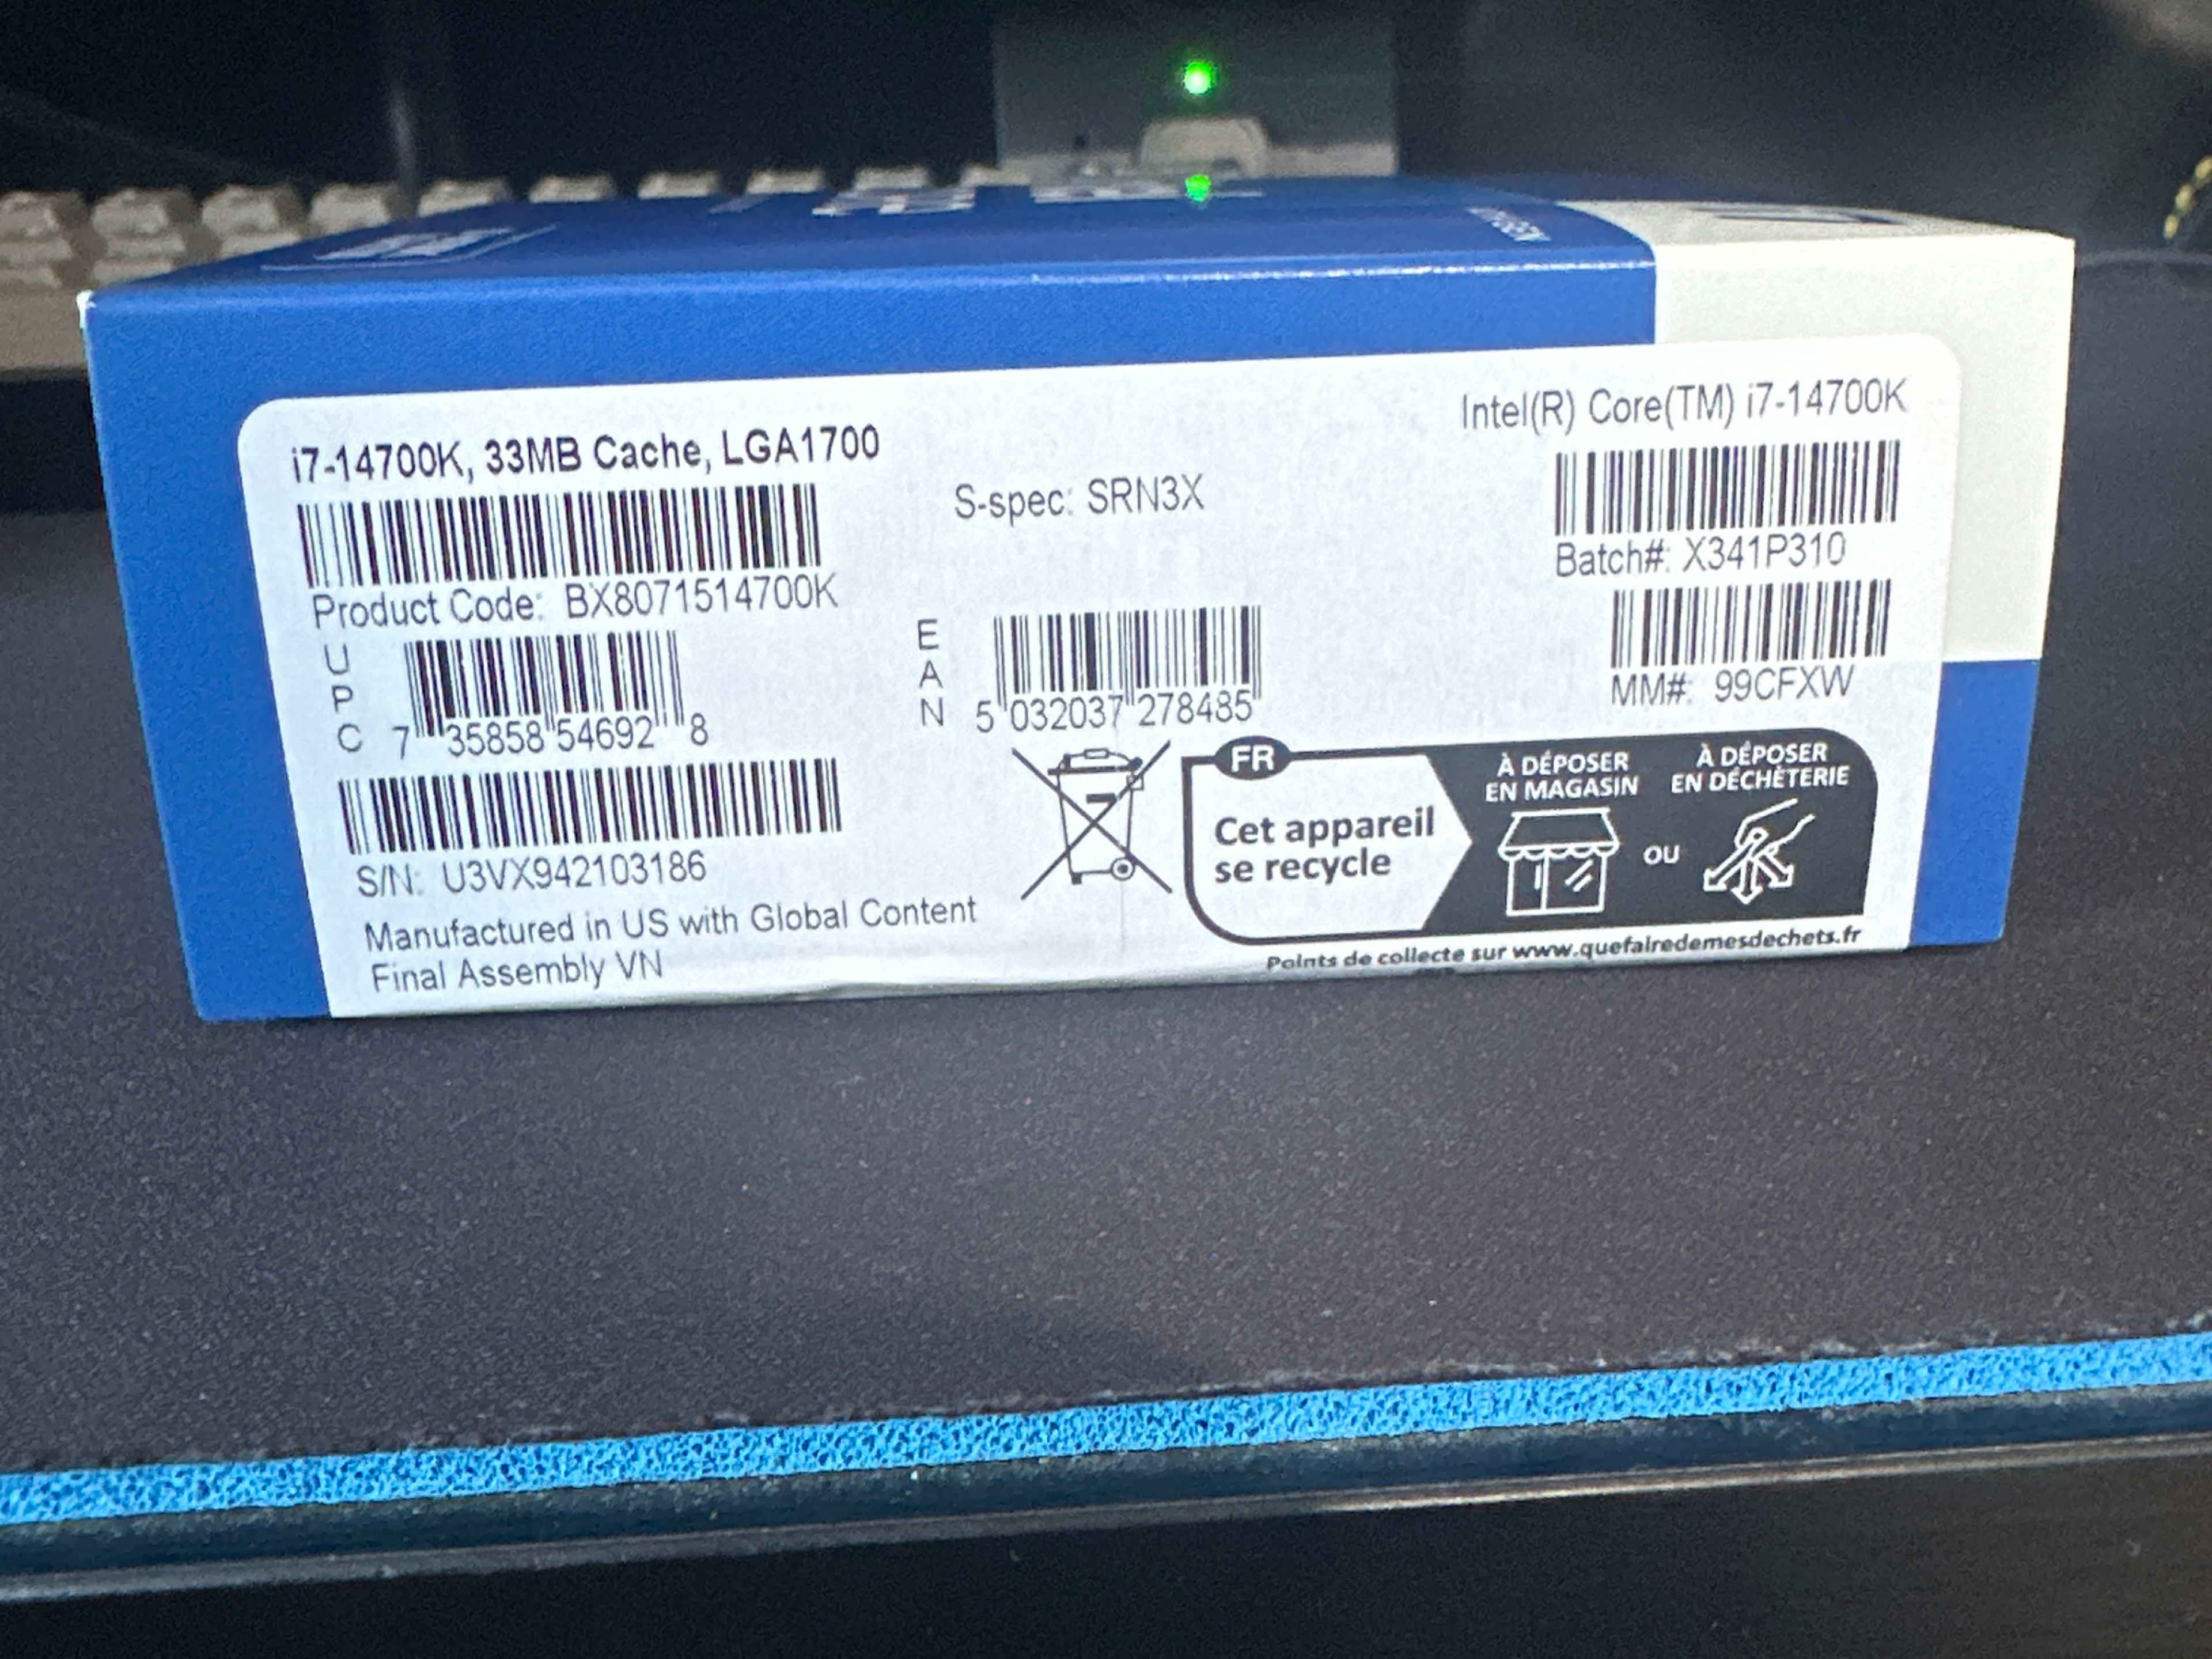 i7-14700K, 33MB Cache, LGA1700
Product Code: BX8071514700K
UPC
7 35858 54692 8
S/N: U3VX942103186
Manufactured in US with Global Content
Final Assembly VN
S-spec: SRN3X
EAN
5 032037 278485
Intel(R) Core(TM) i7-14700K
Batch#: X341P310
MM#: 99CFXW
FR
Cet appareil
se recycle
À DÉPOSER
EN MAGASIN
OU
À DÉPOSER
EN DÉCHÈTERIE
Points de collecte sur www.quefairedemesdechets.fr